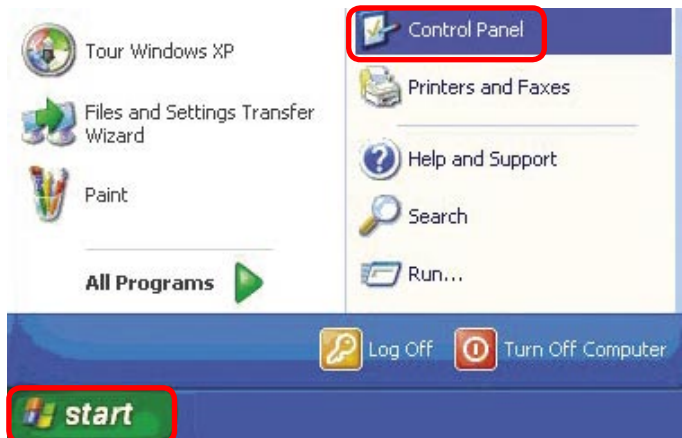 Tour Windows XP
Files and Settings Transfer
Wizard
Paint
All Programs
Control Panel
Printers and Faxes
Help and Support
Search
Run...
Log Off
Turn Off Computer
start